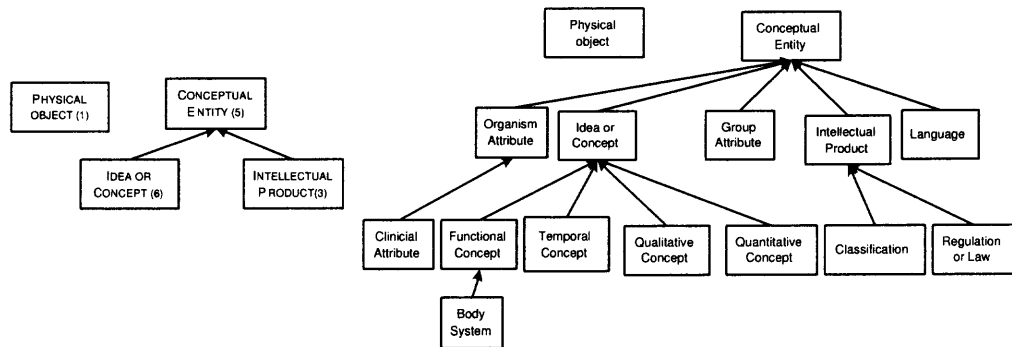 PHYSICAL
OBJECT (1)
CONCEPTUAL
ENTITY (5)
IDEA OR
CONCEPT (6)
INTELLECTUAL
PRODUCT(3)
Physical
object
Conceptual
Entity
Organism
Attribute
Idea or
Concept
Group
Attribute
Intellectual
Product
Language
Clinicial
Attribute
Functional
Concept
Temporal
Concept
Qualitative
Concept
Quantitative
Concept
Classification
Regulation
or Law
Body
System